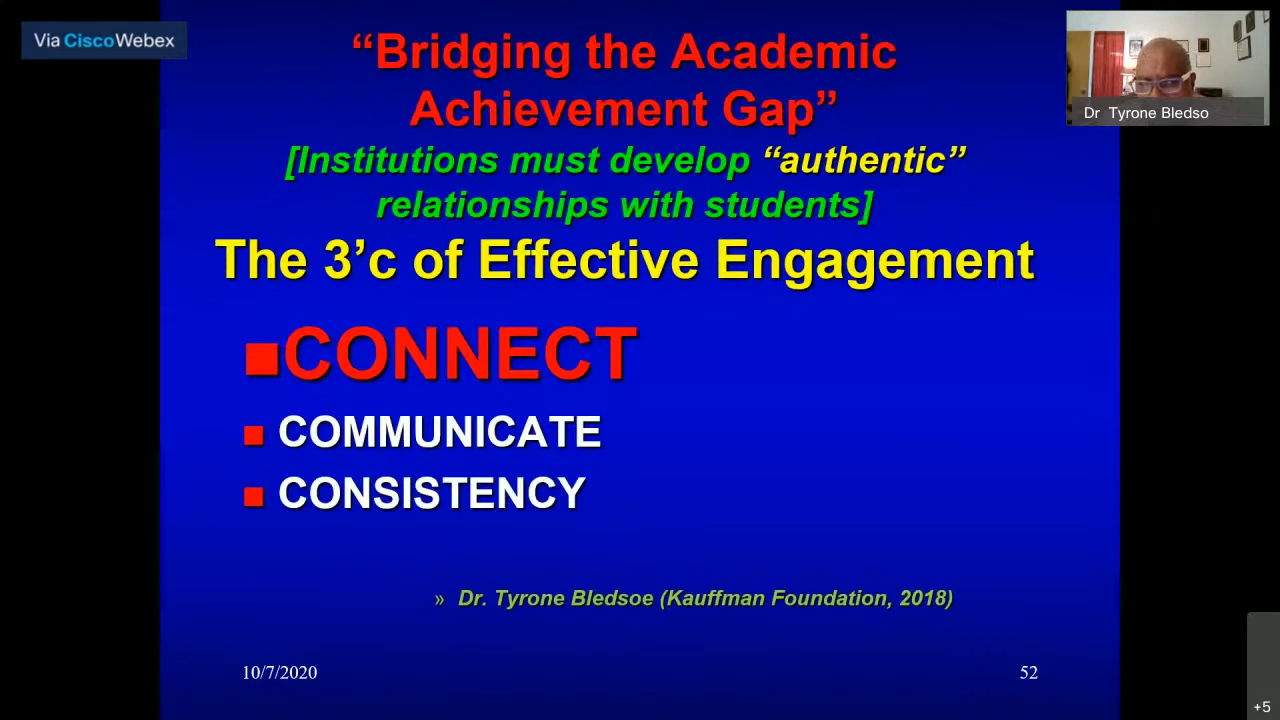 Via CiscoWebex
“Bridging the Academic
Achievement Gap”
[Institutions must develop “authentic”
relationships with students]
The 3’c of Effective Engagement
CONNECT
COMMUNICATE
CONSISTENCY
» Dr. Tyrone Bledsoe (Kauffman Foundation, 2018)
10/7/2020
52
Dr Tyrone Bledso
+5